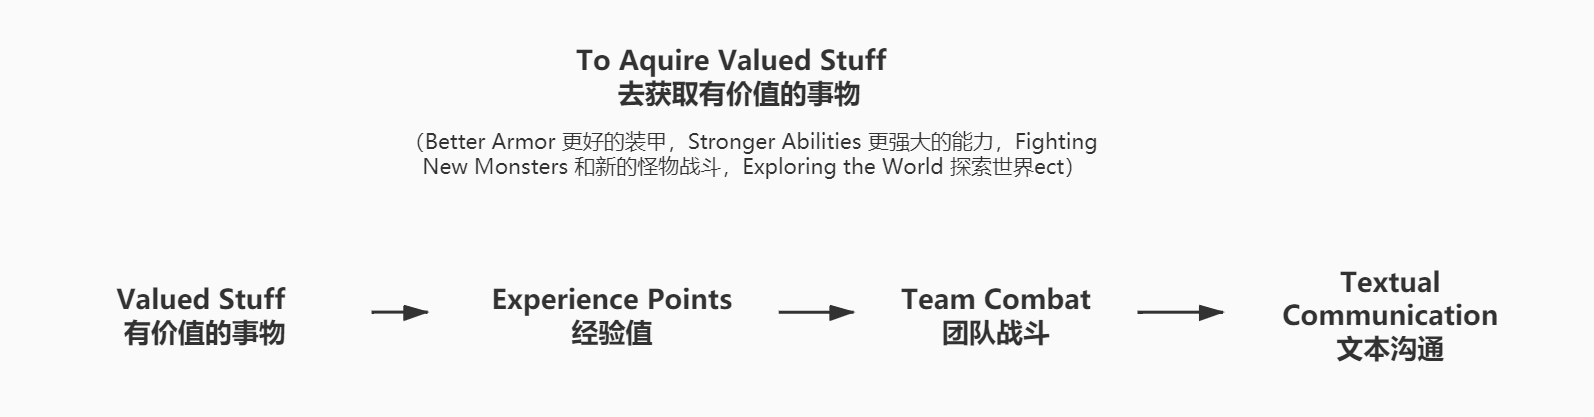 To Aquire Valued Stuff
去获取有价值的事物
（Better Armor 更好的装甲，Stronger Abilities 更强大的能力，Fighting
New Monsters 和新的怪物战斗，Exploring the World 探索世界ect）
Valued Stuff
有价值的事物
Experience Points
经验值
Team Combat
团队战斗
Textual
Communication
文本沟通